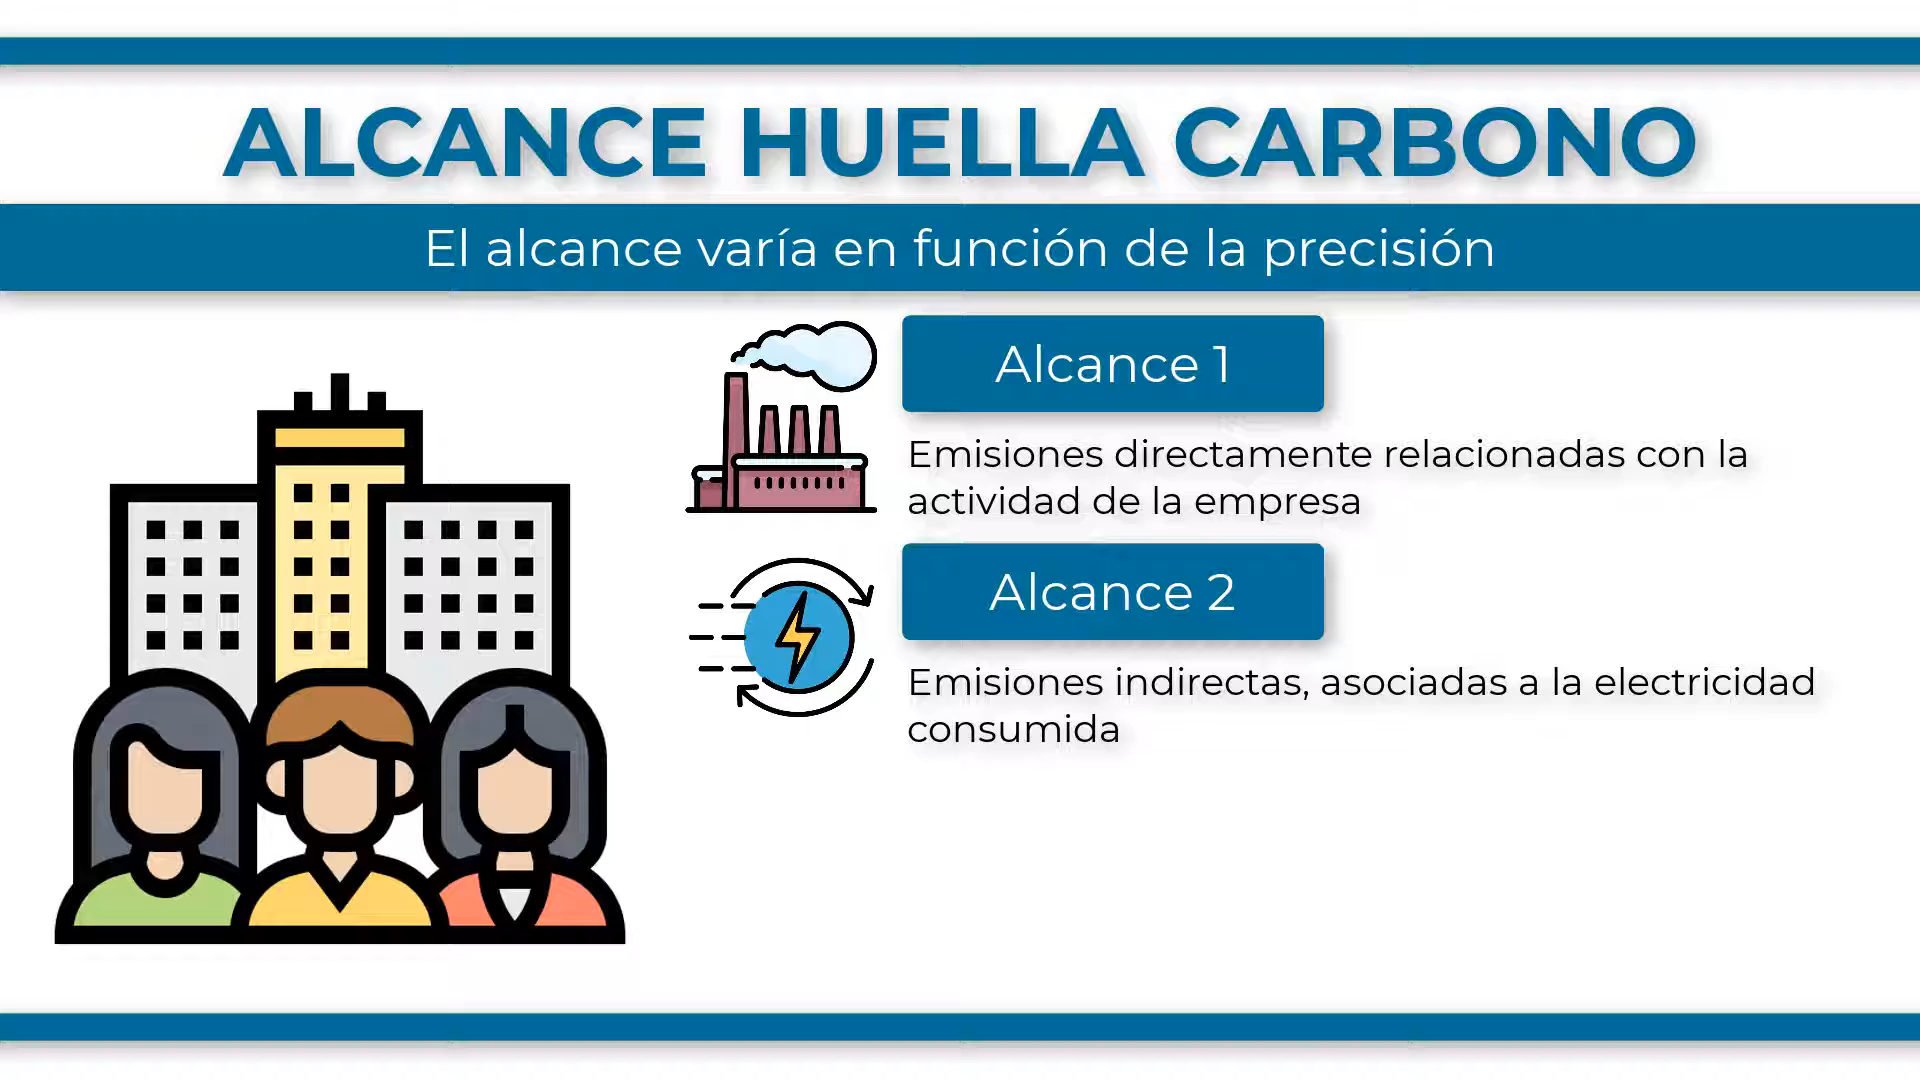 ALCANCE HUELLA CARBONO
El alcance varía en función de la precisión
Alcance 1
Emisiones directamente relacionadas con la
actividad de la empresa
Alcance 2
Emisiones indirectas, asociadas a la electricidad
consumida